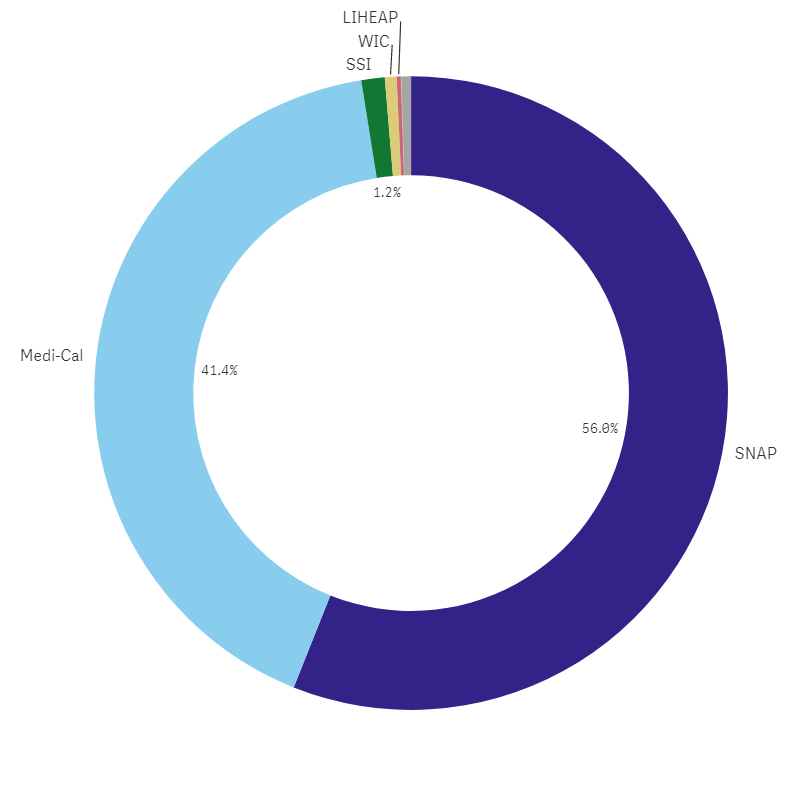 LIHEAP
WIC
SSI
1.2%
Medi-Cal
41.4%
56.0%
SNAP